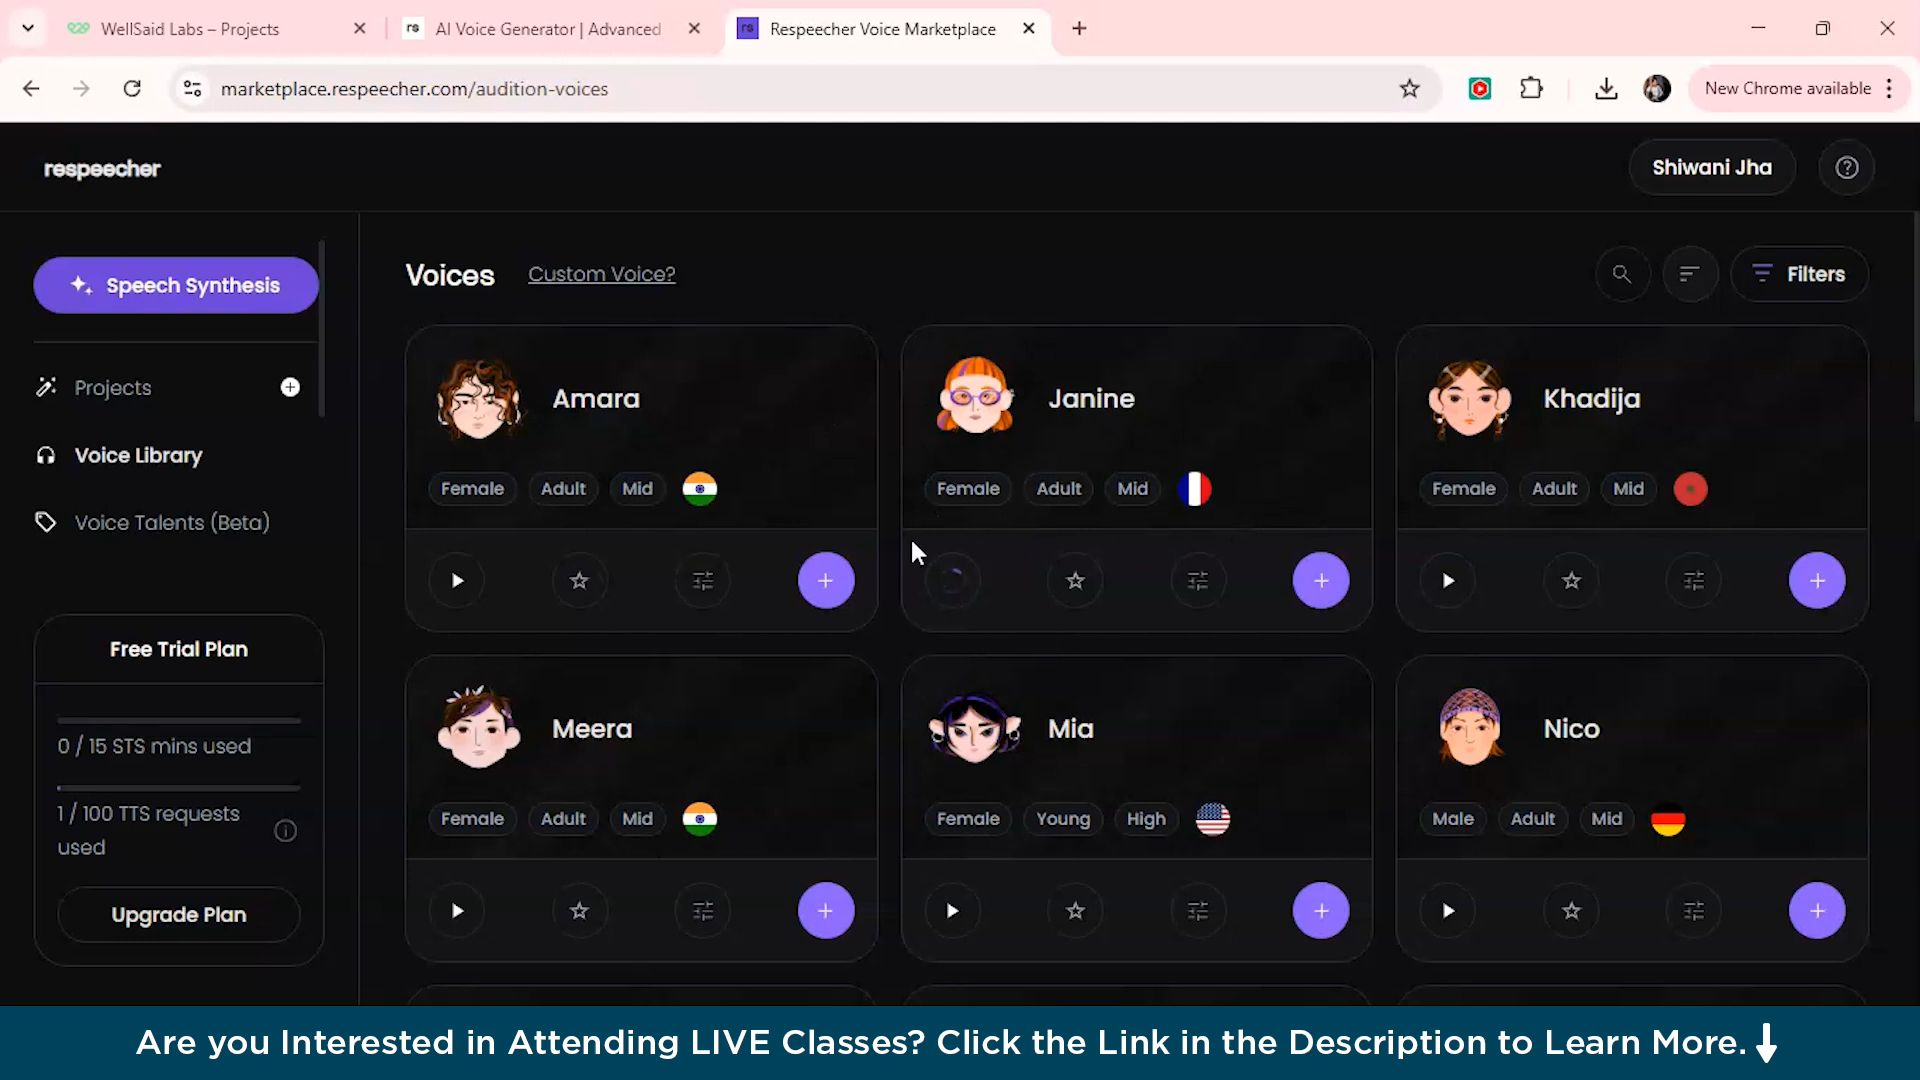 WellSaid Labs – Projects
rs AI Voice Generator | Advanced
rs Respeecher Voice Marketplace
marketplace.respeecher.com/audition-voices
New Chrome available
respeecher
Shiwani Jha
Speech Synthesis
Projects
Voice Library
Voice Talents (Beta)
Free Trial Plan
0 / 15 STS mins used
1 / 100 TTS requests
used
Upgrade Plan
Voices Custom Voice?
Filters
Amara
Female Adult Mid
Janine
Female Adult Mid
Khadija
Female Adult Mid
Meera
Female Adult Mid
Mia
Female Young High
Nico
Male Adult Mid
Are you Interested in Attending LIVE Classes? Click the Link in the Description to Learn More.